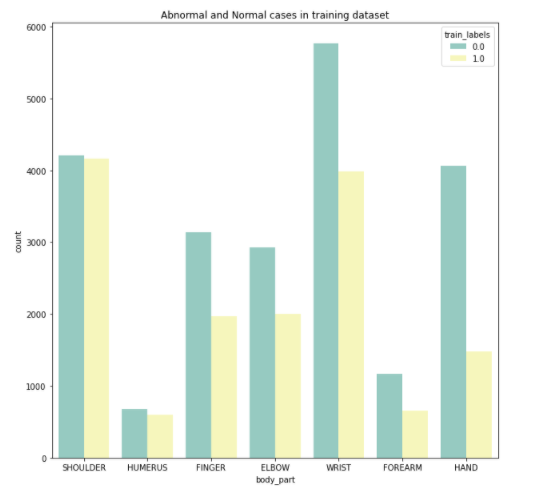 Abnormal and Normal cases in training dataset
train_labels
0.0
1.0
6000
5000
4000
3000
2000
1000
0
count
SHOULDER HUMERUS FINGER ELBOW WRIST FOREARM HAND
body_part